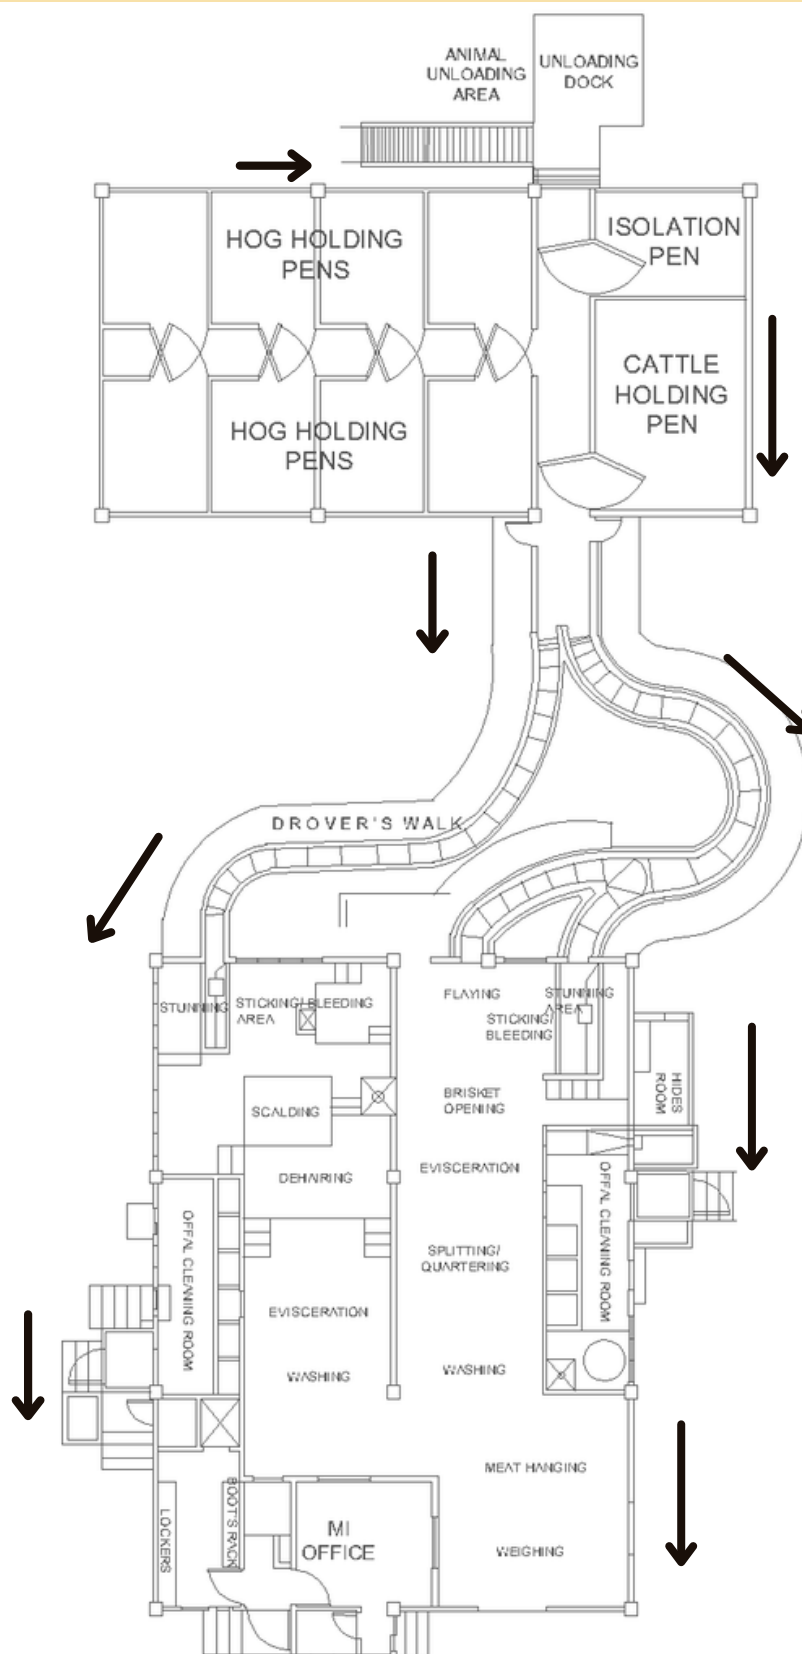 ANIMAL
UNLOADING
AREA
UNLOADING
DOCK
HOG HOLDING
PENS
ISOLATION
PEN
CATTLE
HOLDING
PEN
HOG HOLDING
PENS
DROVER'S WALK
STUNNING
STICKING/BLEEDING
AREA
FLAYING
STUNNING
AREA
STICKING/
BLEEDING
SCALDING
BRISKET
OPENING
HIDES
ROOM
DEHAIRING
EVISCERATION
OFFAL CLEANING ROOM
OFFAL CLEANING ROOM
SPLITTING/
QUARTERING
EVISCERATION
WASHING
WASHING
MEAT HANGING
LOCKERS
BOOT'S RACK
MI
OFFICE
WEIGHING